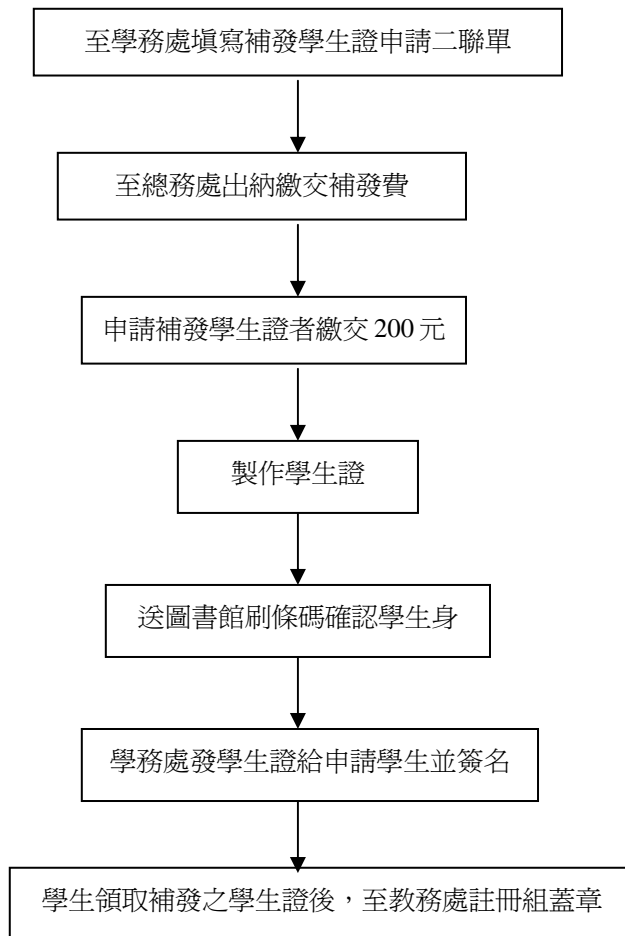 至學務處填寫補發學生證申請二聯單
至總務處出納繳交補發費
申請補發學生證者繳交 200 元
製作學生證
送圖書館刷條碼確認學生身
學務處發學生證給申請學生並簽名
學生領取補發之學生證後，至教務處註冊組蓋章